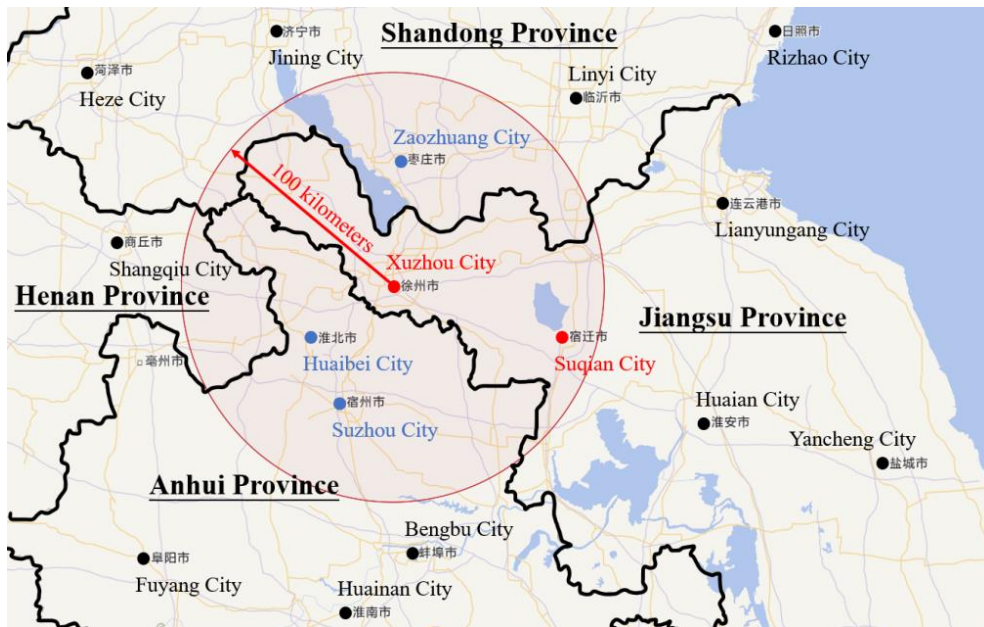 济宁市
Jining City
Shandong Province
日照市
Rizhao City
菏泽市
Heze City
Linyi City
临沂市
Zaozhuang City
枣庄市
100 kilometers
连云港市
Lianyungang City
商丘市
Shangqiu City
Xuzhou City
徐州市
Henan Province
Jiangsu Province
淮北市
Huaibei City
宿迁市
Suqian City
亳州市
宿州市
Suzhou City
Huaian City
淮安市
Yancheng City
盐城市
Anhui Province
Bengbu City
蚌埠市
阜阳市
Fuyang City
Huainan City
淮南市